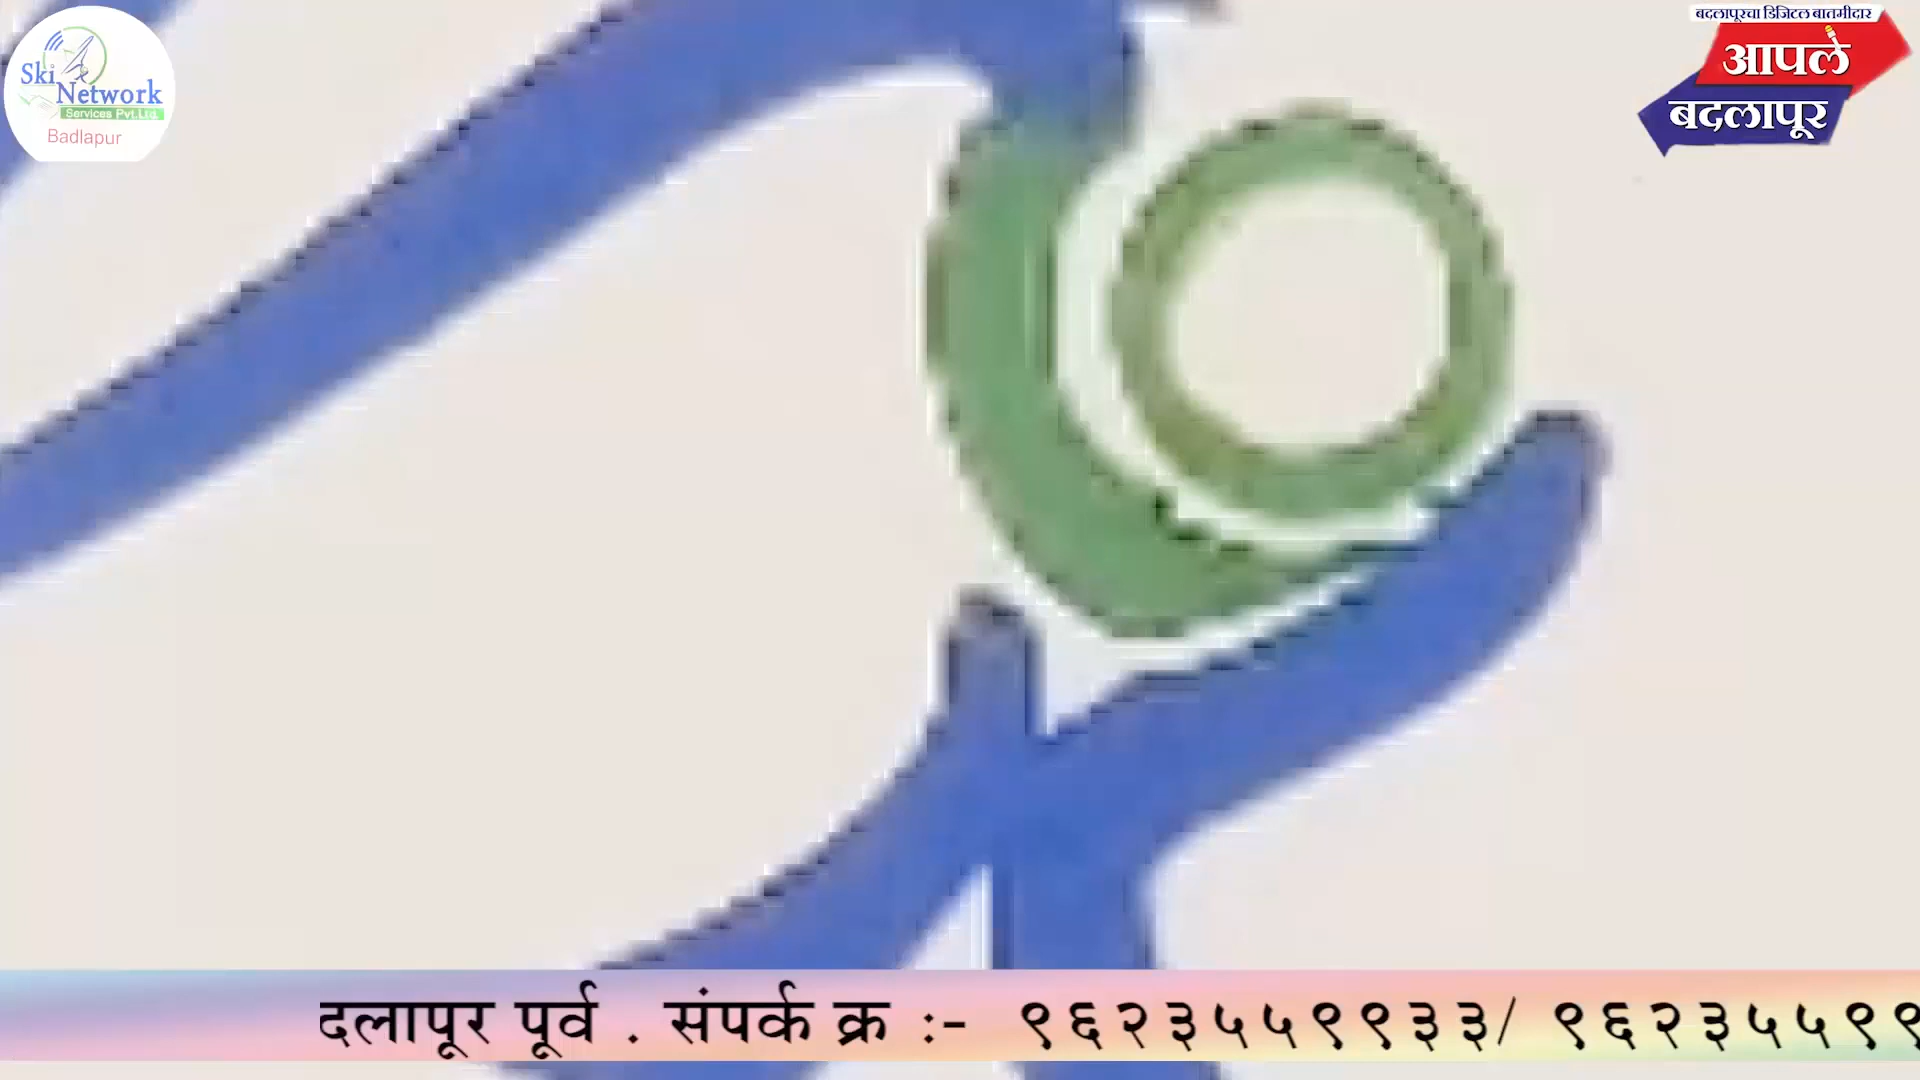 Ski
Network
Services Pvt.Ltd.
Badlapur
बदलापूरचा डिजिटल बातमीदार
आपले
बदलापूर
दलापूर पूर्व . संपर्क क्र :- ९६२३५५९९३३/ ९६२३५५९९